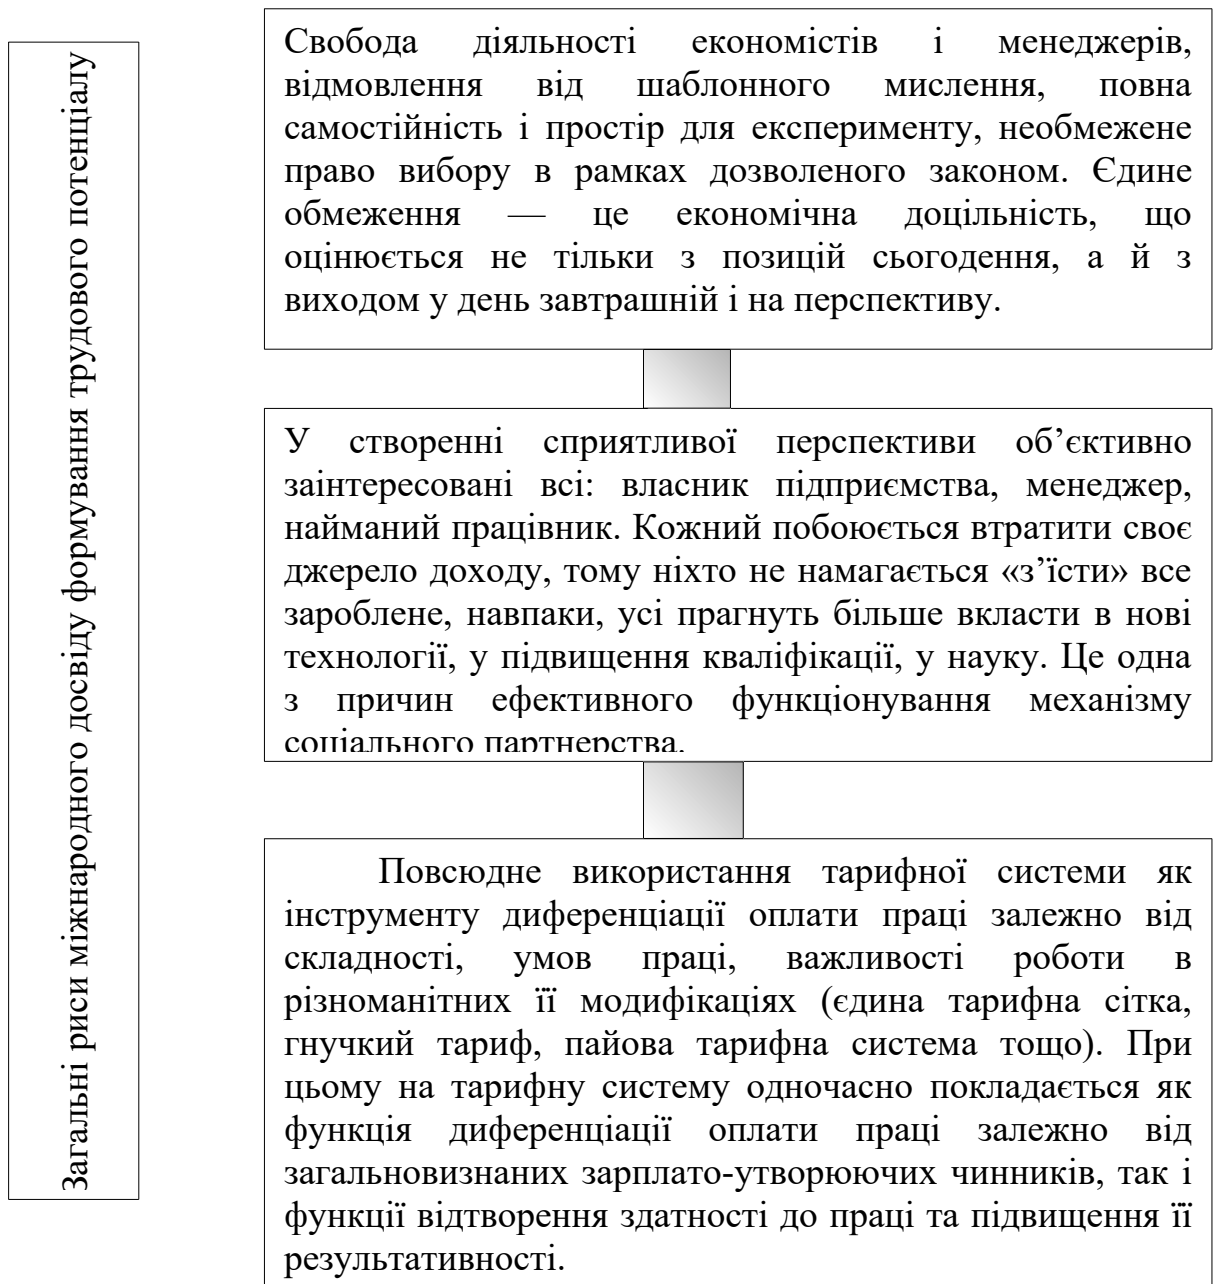 Загальні риси міжнародного досвіду формування трудового потенціалу
Свобода діяльності економістів і менеджерів,
відмовлення від шаблонного мислення, повна
самостійність і простір для експерименту, необмежене
право вибору в рамках дозволеного законом. Єдине
обмеження — це економічна доцільність, що
оцінюється не тільки з позицій сьогодення, а й з
виходом у день завтрашній і на перспективу.
У створенні сприятливої перспективи об’єктивно
заінтересовані всі: власник підприємства, менеджер,
найманий працівник. Кожний побоюється втратити своє
джерело доходу, тому ніхто не намагається «з’їсти» все
зароблене, навпаки, усі прагнуть більше вкласти в нові
технології, у підвищення кваліфікації, у науку. Це одна
з причин ефективного функціонування механізму
соціального партнерства.
Повсюдне використання тарифної системи як
інструменту диференціації оплати праці залежно від
складності, умов праці, важливості роботи в
різноманітних її модифікаціях (єдина тарифна сітка,
гнучкий тариф, пайова тарифна система тощо). При
цьому на тарифну систему одночасно покладається як
функція диференціації оплати праці залежно від
загальновизнаних зарплато-утворюючих чинників, так і
функції відтворення здатності до праці та підвищення її
результативності.